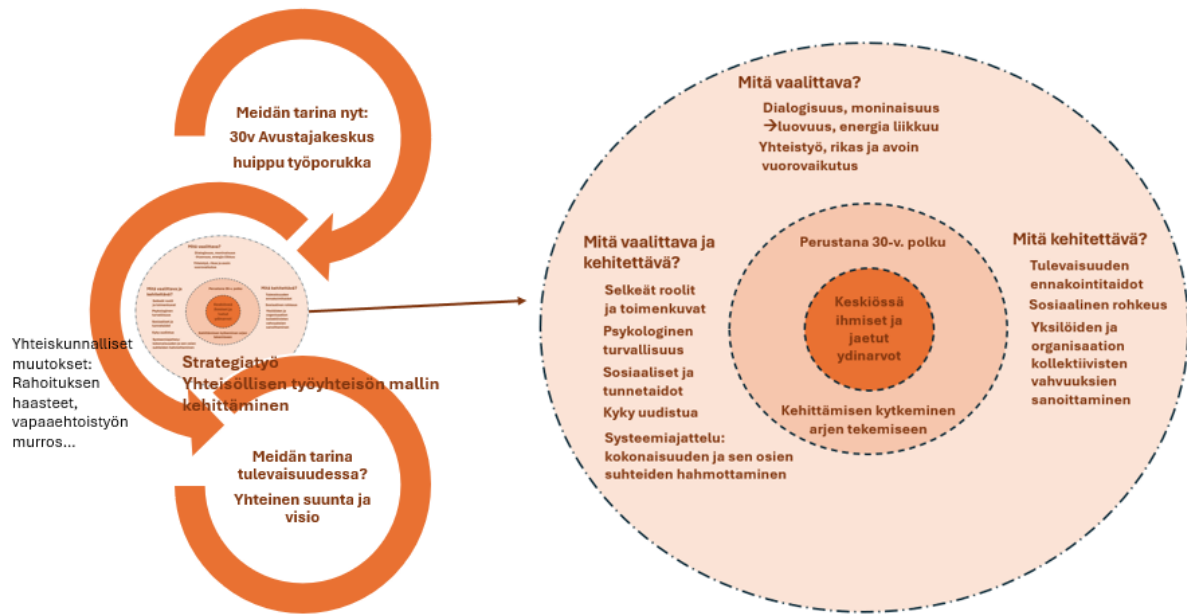 Meidän tarina nyt:
30v Avustajakeskus
huippu työporukka
Yhteiskunnalliset
muutokset:
Rahoituksen
haasteet,
vapaaehtoistyön
murros...
Strategiatyö
Yhteisöllisen työyhteisön mallin
kehittäminen
Meidän tarina
tulevaisuudessa?
Yhteinen suunta ja
visio
Mitä vaalittava?
Dialogisuus, moninaisuus
→luovuus, energia liikkuu
Yhteistyö, rikas ja avoin
vuorovaikutus
Mitä vaalittava ja
kehitettävä?
Selkeät roolit
ja toimenkuvat
Psykologinen
turvallisuus
Sosiaaliset ja
tunnetaidot
Kyky uudistua
Systeemiajattelu:
kokonaisuuden ja sen osien
suhteiden hahmottaminen
Perustana 30-v. polku
Keskiössä
ihmiset ja
jaetut
ydinarvot
Kehittämisen kytkeminen
arjen tekemiseen
Mitä kehitettävä?
Tulevaisuuden
ennakointitaidot
Sosiaalinen rohkeus
Yksilöiden ja
organisaation
kollektiivisten
vahvuuksien
sanoittaminen